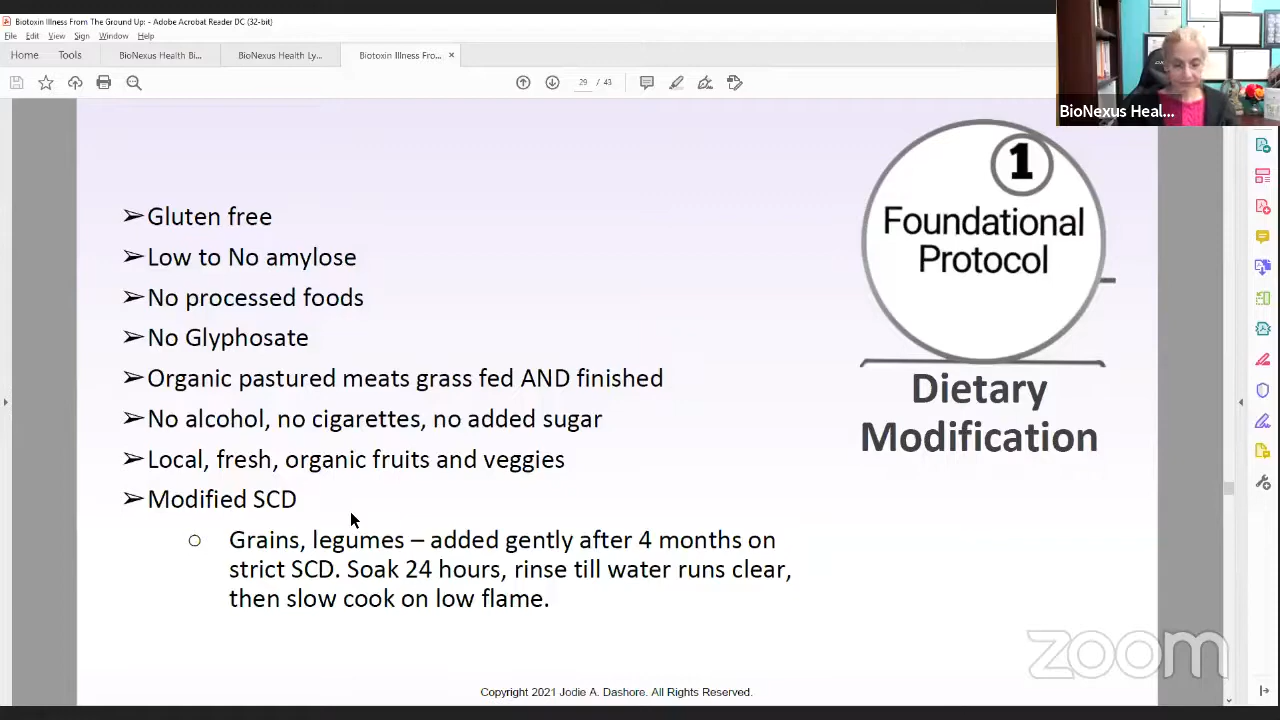 Biotoxin Illness From The Ground Up: - Adobe Acrobat Reader DC (32-bit)
File Edit View Sign Window Help
Home Tools BioNexus Health Bi... BioNexus Health Ly... Biotoxin Illness Fro... ×
29 / 43
BioNexus Heal...
1
Foundational
Protocol
Dietary
Modification
➢Gluten free
➢Low to No amylose
➢No processed foods
➢No Glyphosate
➢Organic pastured meats grass fed AND finished
➢No alcohol, no cigarettes, no added sugar
➢Local, fresh, organic fruits and veggies
➢Modified SCD
○ Grains, legumes – added gently after 4 months on
strict SCD. Soak 24 hours, rinse till water runs clear,
then slow cook on low flame.
zoom
Copyright 2021 Jodie A. Dashore. All Rights Reserved.